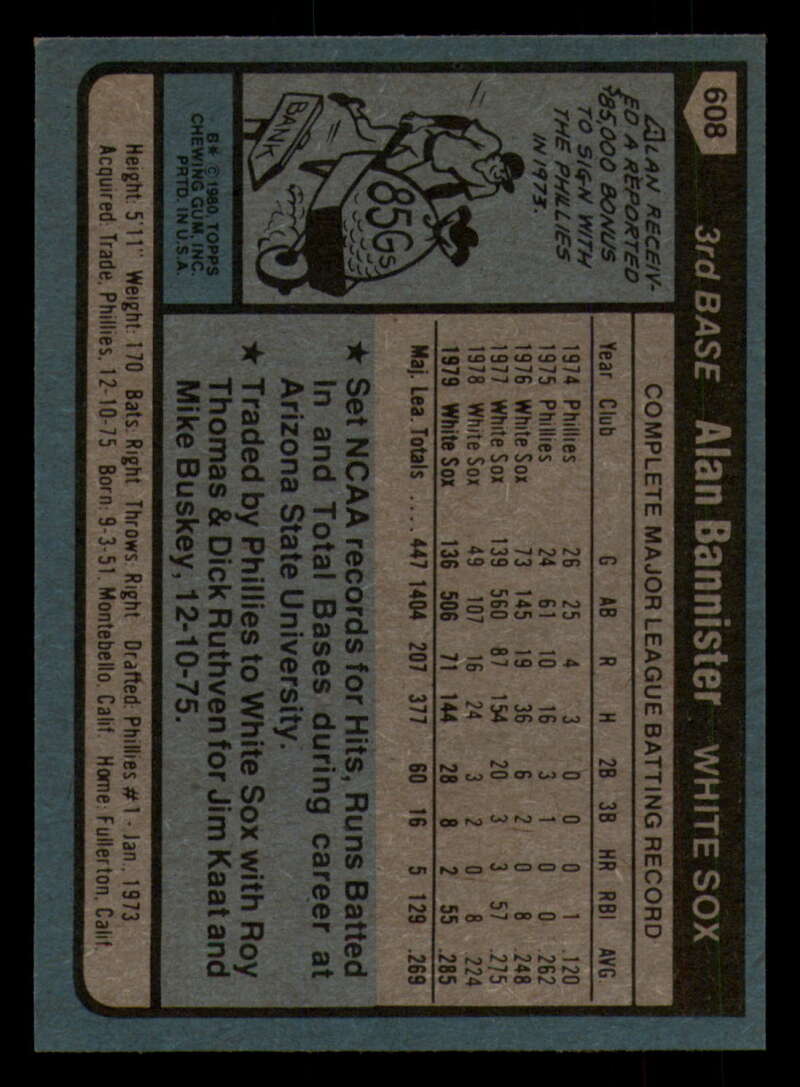 608
3rd BASE Alan Bannister WHITE SOX
ALAN RECEIV-
ED A REPORTED
$85,000 BONUS
TO SIGN WITH
THE PHILLIES
IN 1973.
85Gs
BANK
B* © 1980, TOPPS
CHEWING GUM, INC.
PRTD. IN U.S.A.
COMPLETE MAJOR LEAGUE BATTING RECORD
Year Club G AB R H 2B 3B HR RBI AVG
1974 Phillies 26 25 4 3 0 0 0 1 .120
1975 Phillies 24 61 10 16 3 1 0 0 .262
1976 White Sox 73 145 19 36 6 2 0 8 .248
1977 White Sox 139 560 87 154 20 3 3 57 .275
1978 White Sox 49 107 16 24 3 2 0 8 .224
1979 White Sox 136 506 71 144 28 8 2 55 .285
Maj. Lea. Totals .... 447 1404 207 377 60 16 5 129 .269
★ Set NCAA records for Hits, Runs Batted
In and Total Bases during career at
Arizona State University.
★ Traded by Phillies to White Sox with Roy
Thomas & Dick Ruthven for Jim Kaat and
Mike Buskey, 12-10-75.
Height: 5'11" Weight: 170 Bats: Right Throws: Right Drafted: Phillies #1 - Jan., 1973
Acquired: Trade, Phillies, 12-10-75 Born: 9-3-51, Montebello, Calif. Home: Fullerton, Calif.